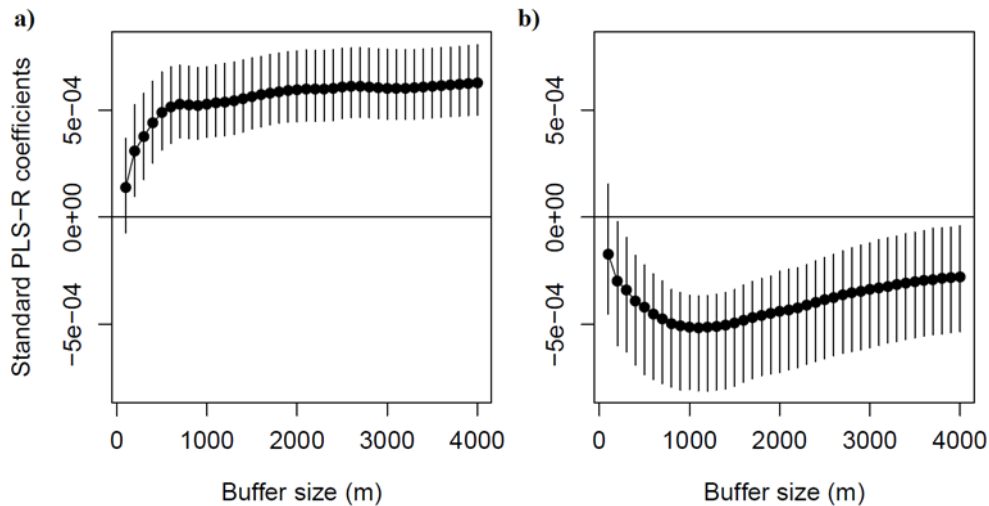 a)
b)
Standard PLS-R coefficients
5e-04
0e+00
-5e-04
0 1000 2000 3000 4000
Buffer size (m)
5e-04
0e+00
-5e-04
0 1000 2000 3000 4000
Buffer size (m)